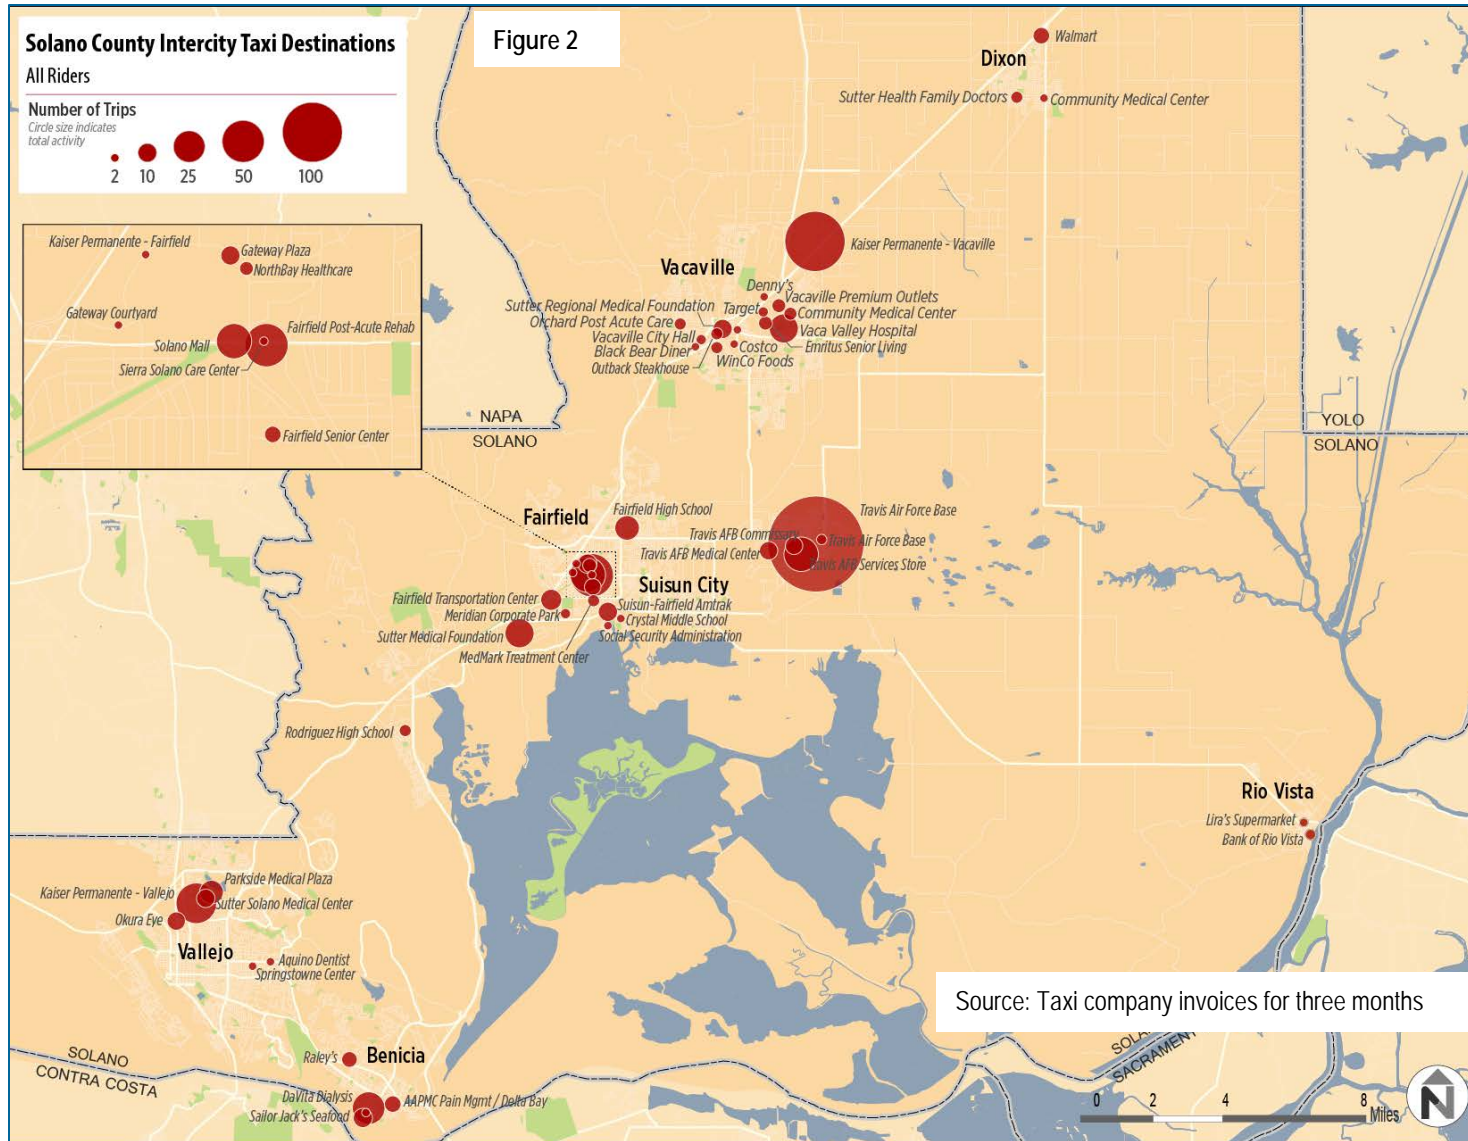 Solano County Intercity Taxi Destinations
All Riders
Number of Trips
Circle size indicates
total activity
2 10 25 50 100
Figure 2
Walmart
Dixon
Sutter Health Family Doctors
Community Medical Center
Kaiser Permanente - Fairfield
Gateway Plaza
NorthBay Healthcare
Gateway Courtyard
Fairfield Post-Acute Rehab
Solano Mall
Sierra Solano Care Center
Fairfield Senior Center
Kaiser Permanente - Vacaville
Vacaville
Denny's
Vacaville Premium Outlets
Sutter Regional Medical Foundation
Target
Community Medical Center
Orchard Post Acute Care
Vacaville City Hall
Vaca Valley Hospital
Black Bear Diner
Costco
Emritus Senior Living
Outback Steakhouse
WinCo Foods
NAPA
SOLANO
YOLO
SOLANO
Fairfield
Fairfield High School
Travis Air Force Base
Travis AFB Commissary
Travis Air Force Base
Travis AFB Medical Center
Travis AFB Services Store
Suisun City
Fairfield Transportation Center
Suisun-Fairfield Amtrak
Meridian Corporate Park
Crystal Middle School
Sutter Medical Foundation
Social Security Administration
MedMark Treatment Center
Rodriguez High School
Rio Vista
Lira's Supermarket
Bank of Rio Vista
Parkside Medical Plaza
Kaiser Permanente - Vallejo
Sutter Solano Medical Center
Okura Eye
Vallejo
Aquino Dentist
Springstowne Center
Source: Taxi company invoices for three months
Raley's
Benicia
SOLANO
CONTRA COSTA
DaVita Dialysis
AAPMC Pain Mgmt / Delta Bay
Sailor Jack's Seafood
0 2 4 8
Miles
N